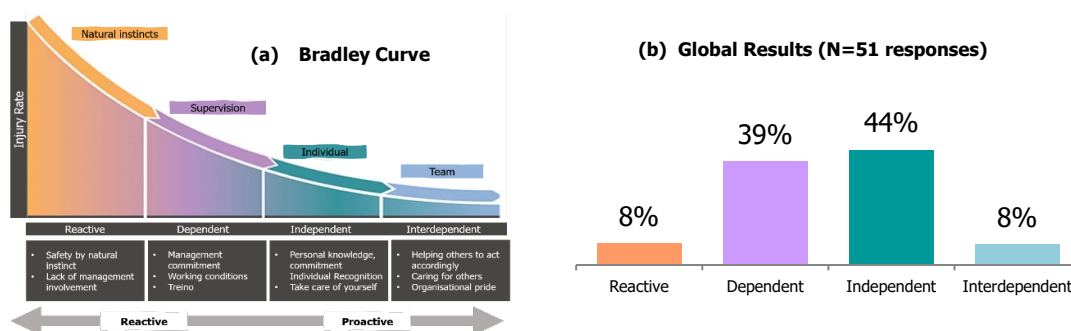 Natural instincts
(a) Bradley Curve
Supervision
Individual
Team
Injury Rate
Reactive
Dependent
Independent
Interdependent
• Safety by natural
instinct
• Lack of management
involvement
• Management
commitment
• Working conditions
• Treino
• Personal knowledge,
commitment
• Individual Recognition
• Take care of yourself
• Helping others to act
accordingly
• Caring for others
• Organisational pride
Reactive
Proactive
(b) Global Results (N=51 responses)
8%
39%
44%
8%
Reactive
Dependent
Independent
Interdependent